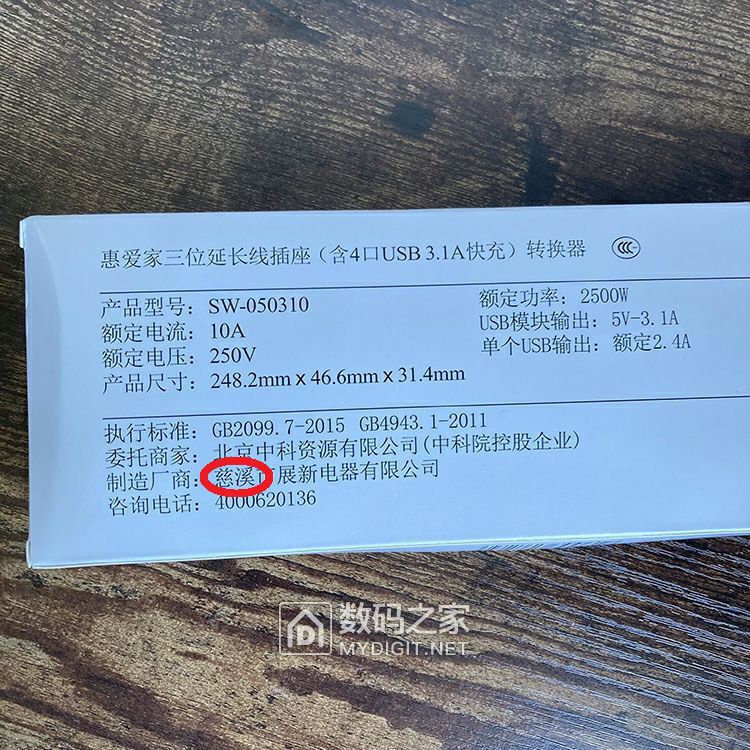 惠爱家三位延长线插座（含4口USB 3.1A快充）转换器
产品型号：SW-050310
额定电流：10A
额定电压：250V
产品尺寸：248.2mm x 46.6mm x 31.4mm
额定功率：2500W
USB模块输出：5V-3.1A
单个USB输出：额定2.4A
执行标准：GB2099.7-2015 GB4943.1-2011
委托商家：北京中科资源有限公司(中科院控股企业)
制造厂商：慈溪市展新电器有限公司
咨询电话：4000620136
数码之家
MYDIGIT.NET